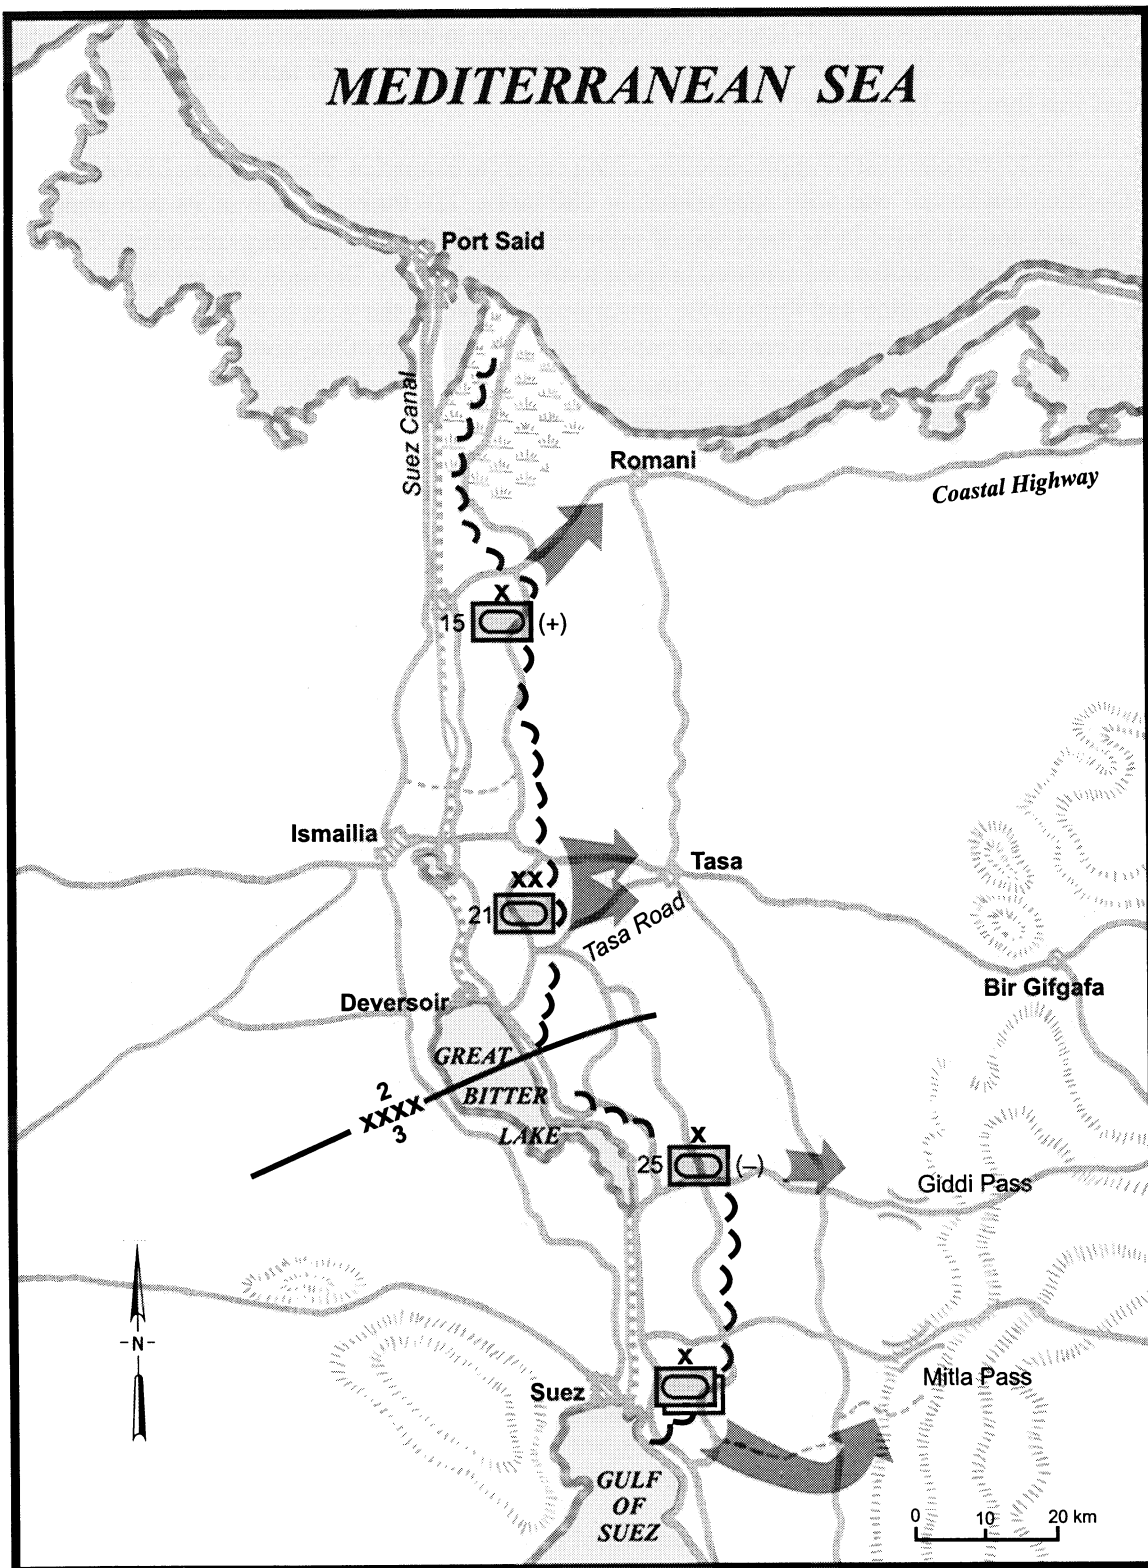 MEDITERRANEAN SEA
Port Said
Suez Canal
Romani
Coastal Highway
X
15 (+)
Ismailia
XX
21
Tasa
Tasa Road
Bir Gifgafa
Deversoir
GREAT
BITTER
LAKE
2
XXXX
3
X
25 (–)
Giddi Pass
-N-
X
Mitla Pass
Suez
GULF
OF
SUEZ
0 10 20 km